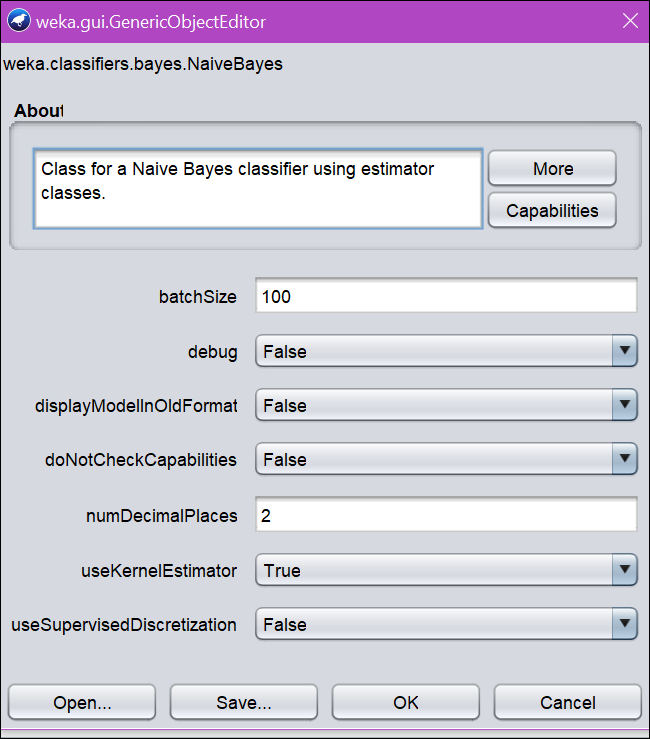 weka.gui.GenericObjectEditor
weka.classifiers.bayes.NaiveBayes
About
Class for a Naive Bayes classifier using estimator
classes.
More
Capabilities
batchSize 100
debug False
displayModelInOldFormat False
doNotCheckCapabilities False
numDecimalPlaces 2
useKernelEstimator True
useSupervisedDiscretization False
Open... Save... OK Cancel